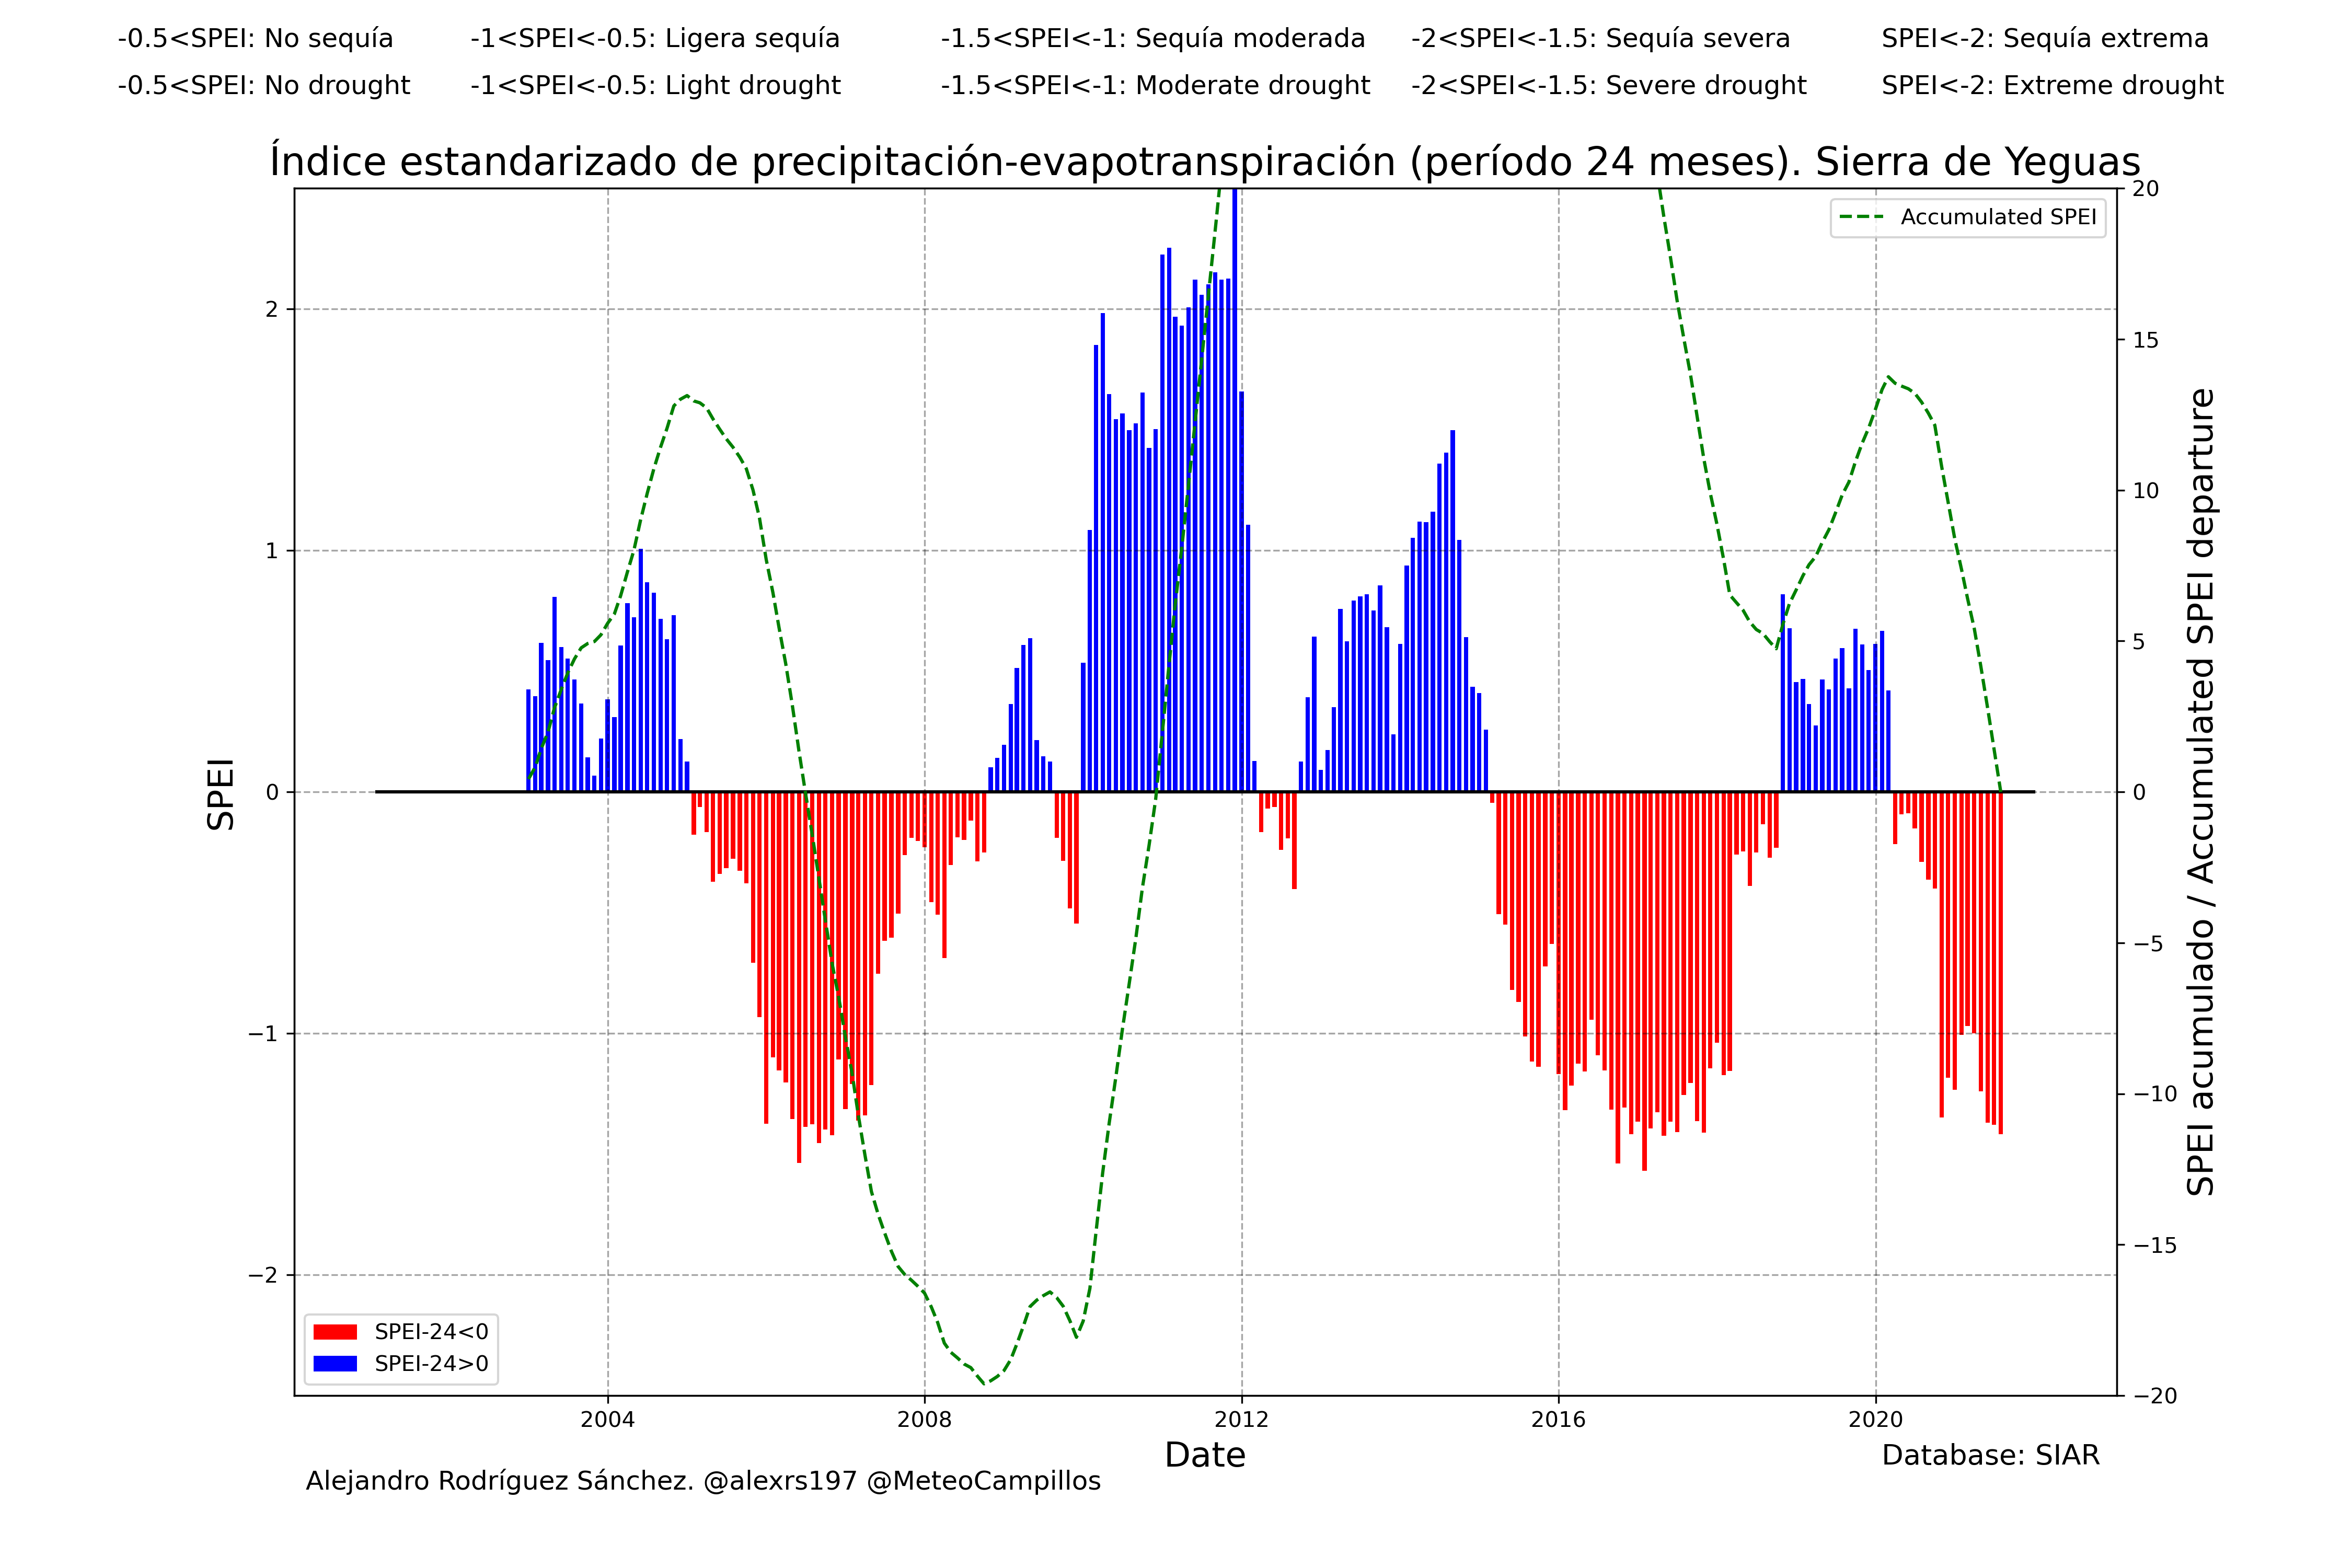 -0.5<SPEI: No sequía -1<SPEI<-0.5: Ligera sequía -1.5<SPEI<-1: Sequía moderada -2<SPEI<-1.5: Sequía severa SPEI<-2: Sequía extrema
-0.5<SPEI: No drought -1<SPEI<-0.5: Light drought -1.5<SPEI<-1: Moderate drought -2<SPEI<-1.5: Severe drought SPEI<-2: Extreme drought
Índice estandarizado de precipitación-evapotranspiración (período 24 meses). Sierra de Yeguas
Accumulated SPEI
SPEI
2
1
0
−1
−2
20
15
10
5
0
−5
−10
−15
−20
SPEI acumulado / Accumulated SPEI departure
SPEI-24<0
SPEI-24>0
2004 2008 2012 2016 2020
Date
Database: SIAR
Alejandro Rodríguez Sánchez. @alexrs197 @MeteoCampillos